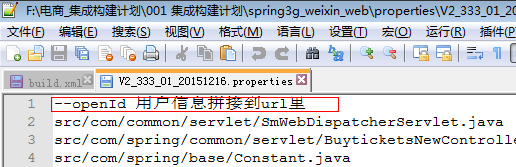 F:\电商_集成构建计划\001 集成构建计划\spring3g_weixin_web\properties\V2_333_01
文件(F) 编辑(E) 搜索(S) 视图(V) 格式(M) 语言(L) 设置(T) 宏(O) 运行(R) 插件(P)
build.xml V2_333_01_20151216.properties
1 --openId 用户信息拼接到url里
2 src/com/common/servlet/SmWebDispatcherServlet.java
3 src/com/spring/common/servlet/BuyticketsNewControlle
4 src/com/spring/base/Constant.java